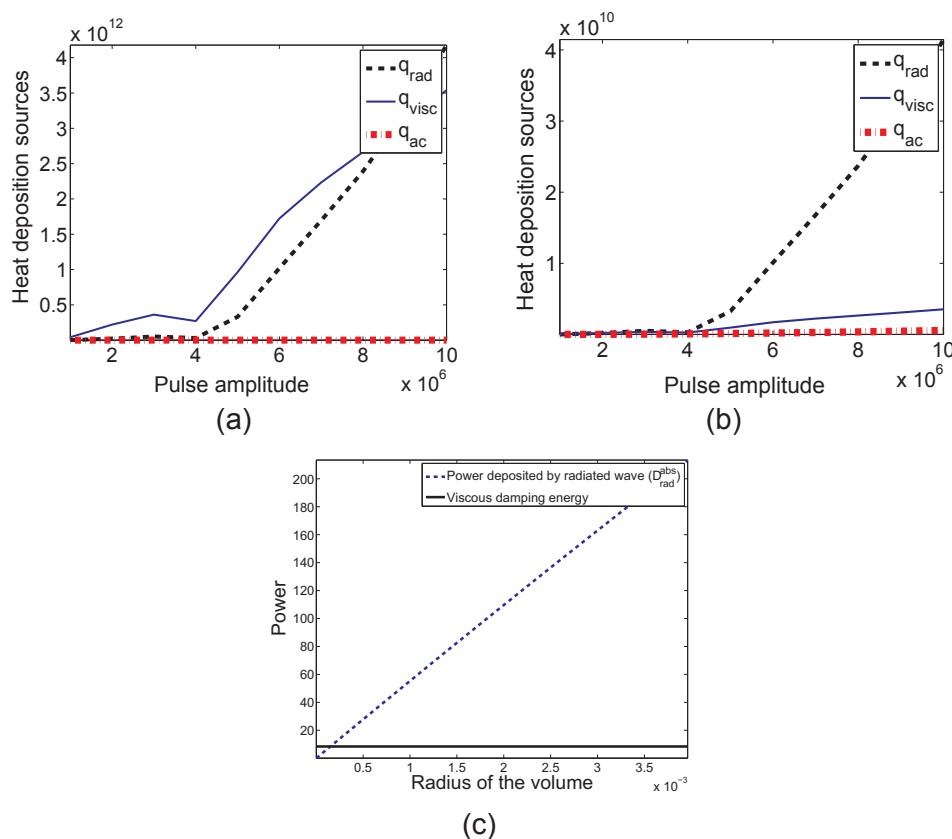 x 10^12
4
3.5
3
2.5
2
1.5
1
0.5
Heat deposition sources
q_rad
q_visc
q_ac
2 4 6 8 10
x 10^6
Pulse amplitude
(a)
x 10^10
4
3
2
1
Heat deposition sources
q_rad
q_visc
q_ac
2 4 6 8 10
x 10^6
Pulse amplitude
(b)
200
180
160
140
120
100
80
60
40
20
Power
Power deposited by radiated wave (D_rad^abs)
Viscous damping energy
0.5 1 1.5 2 2.5 3 3.5
x 10^-3
Radius of the volume
(c)